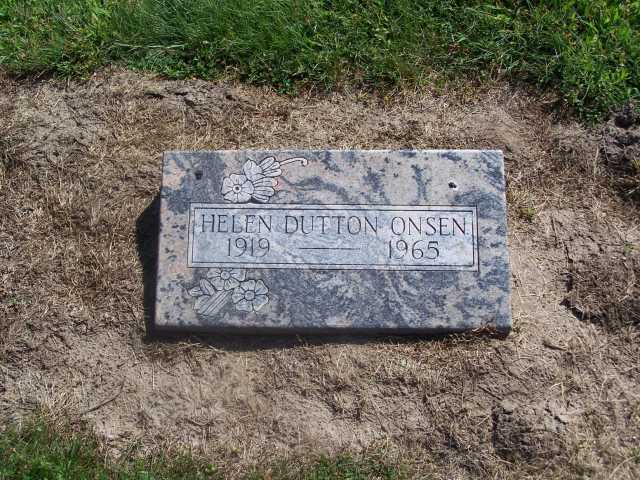 HELEN DUTTON ONSEN
1919 — 1965